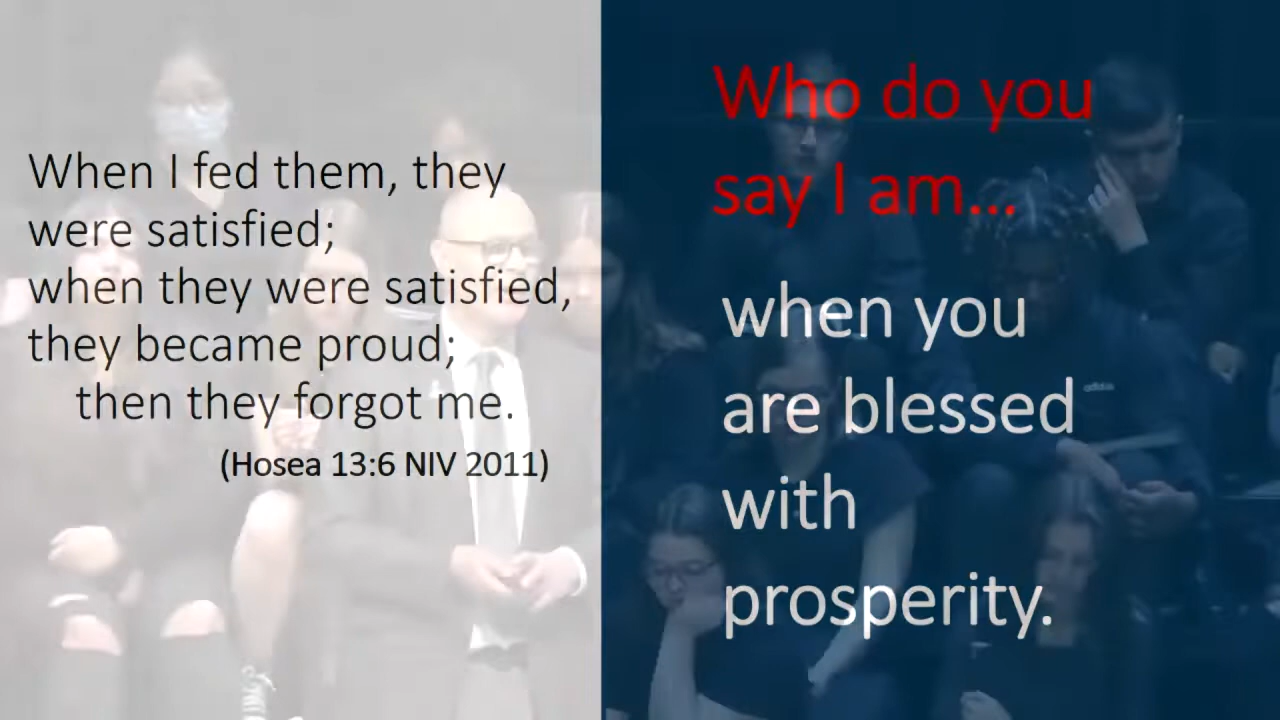 When I fed them, they
were satisfied;
when they were satisfied,
they became proud;
then they forgot me.
(Hosea 13:6 NIV 2011)
Who do you
say I am...
when you
are blessed
with
prosperity.
adidas